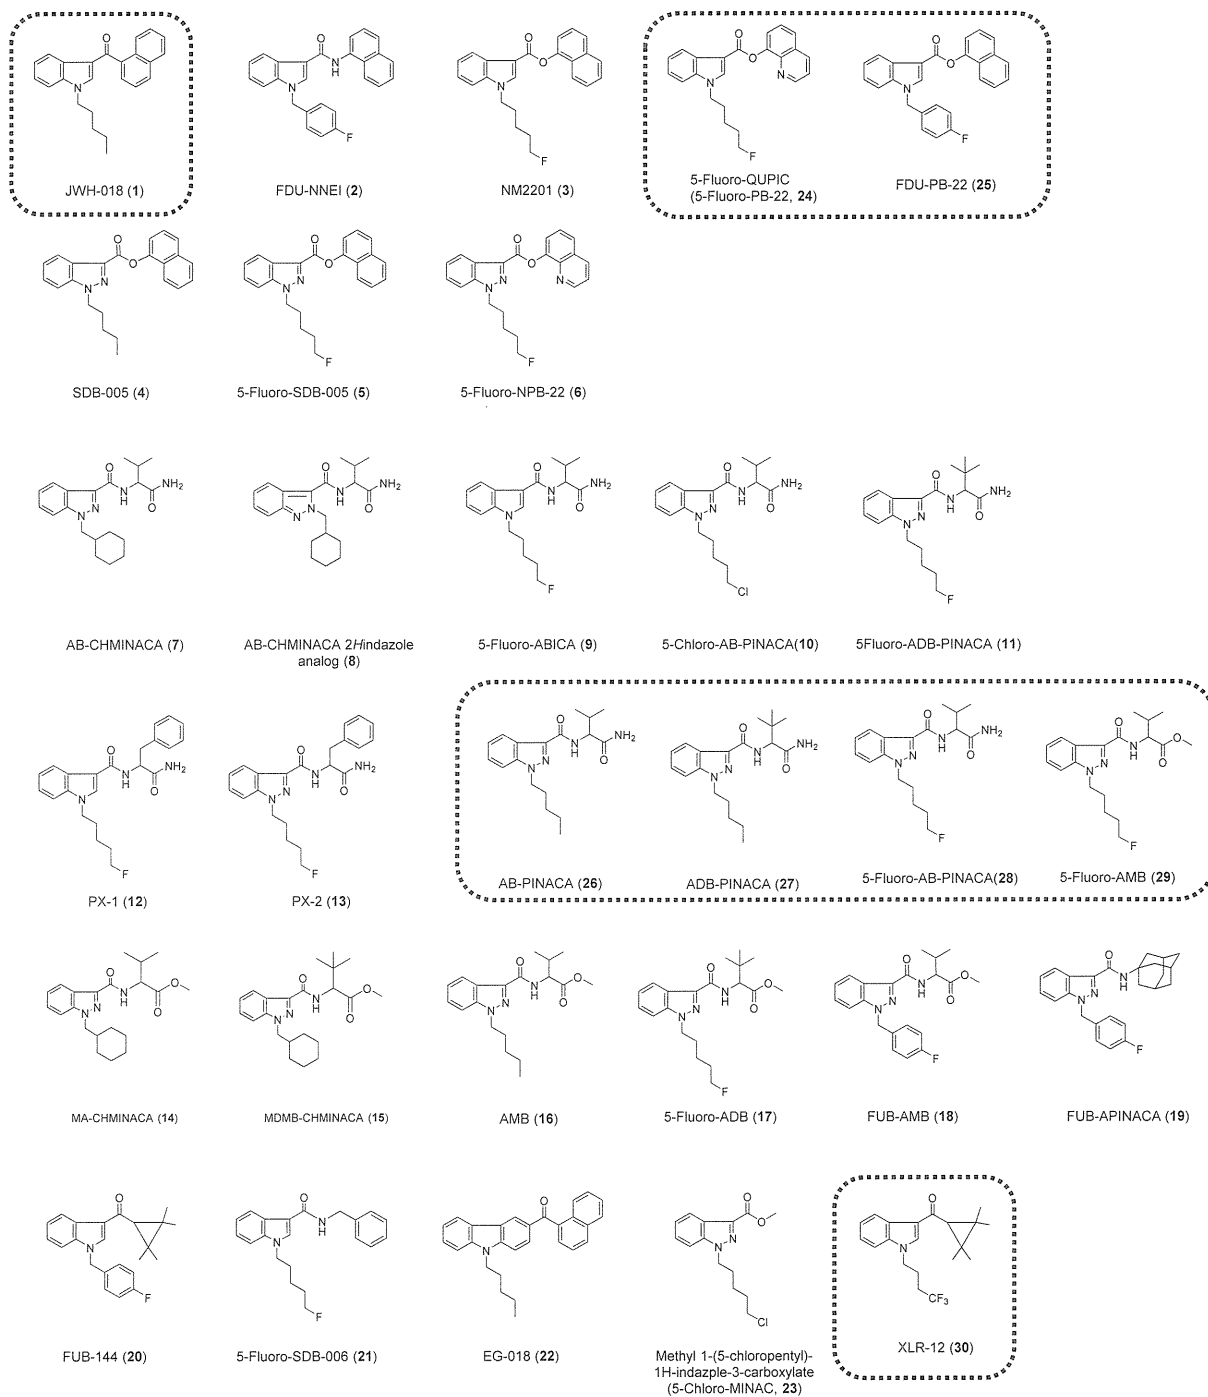 JWH-018 (1)
FDU-NNEI (2)
NM2201 (3)
5-Fluoro-QUPIC
(5-Fluoro-PB-22, 24)
FDU-PB-22 (25)
SDB-005 (4)
5-Fluoro-SDB-005 (5)
5-Fluoro-NPB-22 (6)
AB-CHMINACA (7)
AB-CHMINACA 2Hindazole
analog (8)
5-Fluoro-ABICA (9)
5-Chloro-AB-PINACA(10)
5Fluoro-ADB-PINACA (11)
PX-1 (12)
PX-2 (13)
AB-PINACA (26)
ADB-PINACA (27)
5-Fluoro-AB-PINACA(28)
5-Fluoro-AMB (29)
MA-CHMINACA (14)
MDMB-CHMINACA (15)
AMB (16)
5-Fluoro-ADB (17)
FUB-AMB (18)
FUB-APINACA (19)
FUB-144 (20)
5-Fluoro-SDB-006 (21)
EG-018 (22)
Methyl 1-(5-chloropentyl)-
1H-indazple-3-carboxylate
(5-Chloro-MINAC, 23)
XLR-12 (30)